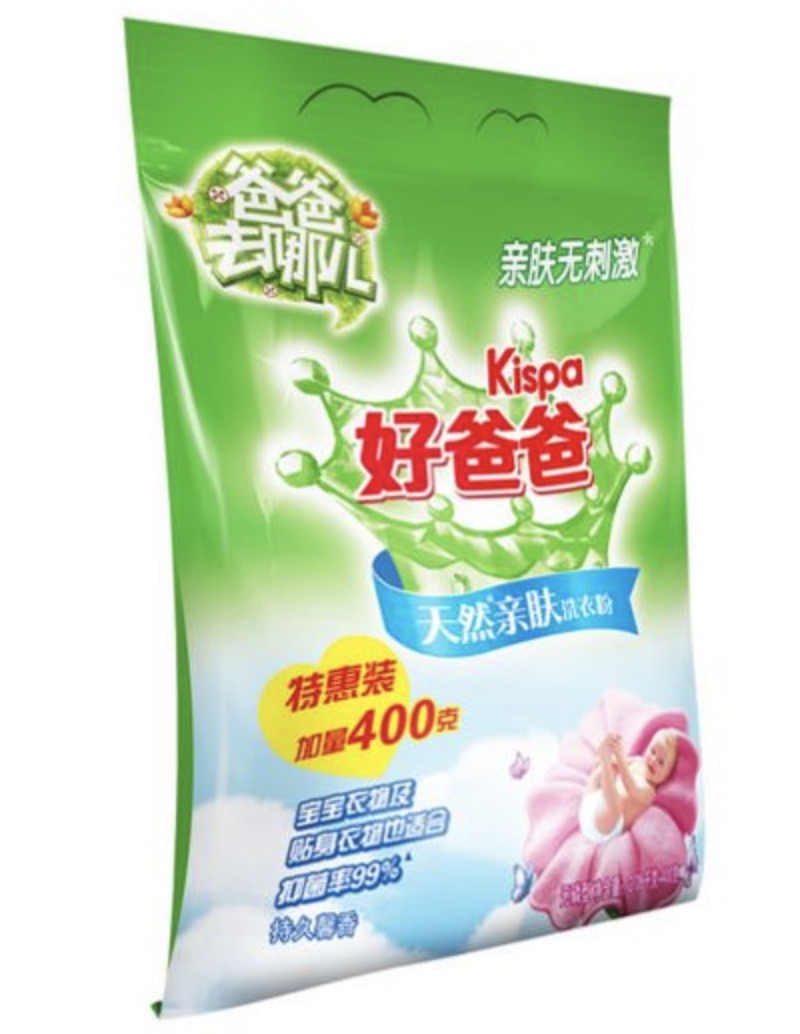 爸爸
去哪儿
亲肤无刺激*
Kispa
好爸爸
天然亲肤洗衣粉
特惠装
加量400克
宝宝衣物及
贴身衣物也适合
抑菌率99%▲
持久馨香